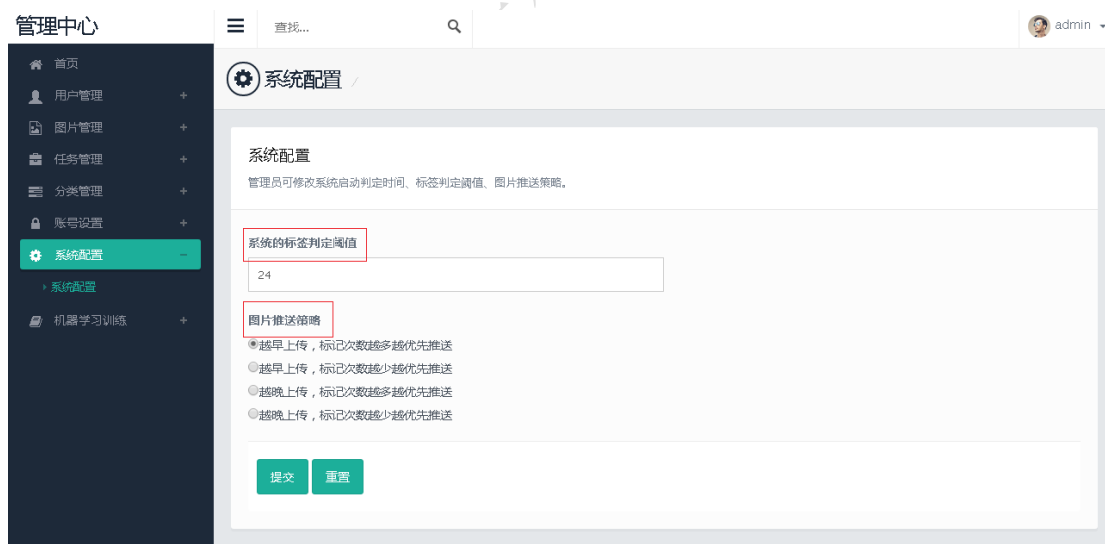 管理中心
查找...
admin
首页
用户管理
图片管理
任务管理
分类管理
账号设置
系统配置
系统配置
机器学习训练
系统配置 /
系统配置
管理员可修改系统启动判定时间、标签判定阈值、图片推送策略。
系统的标签判定阈值
24
图片推送策略
越早上传，标记次数越多越优先推送
越早上传，标记次数越少越优先推送
越晚上传，标记次数越多越优先推送
越晚上传，标记次数越少越优先推送
提交 重置